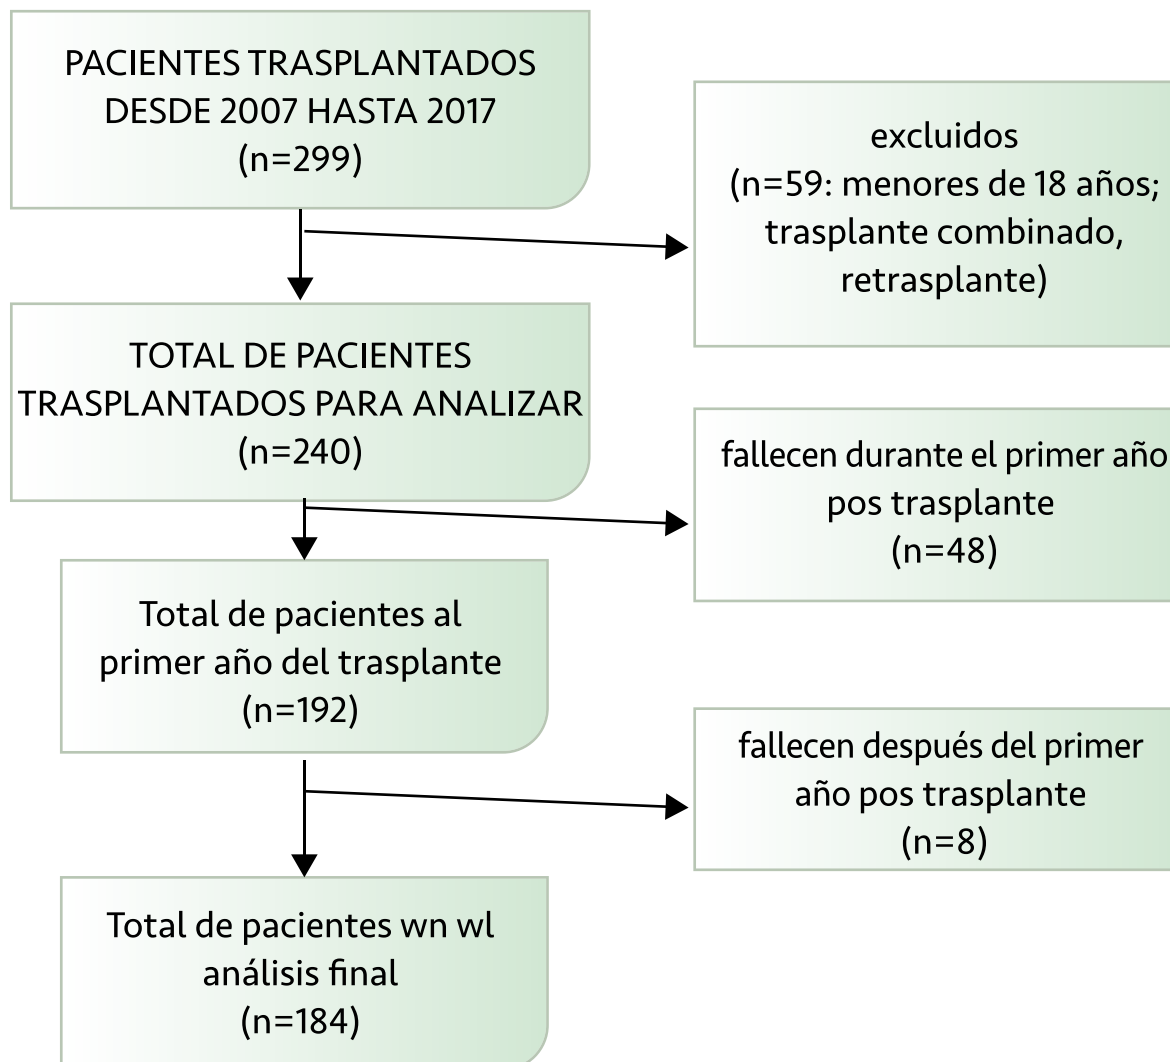 PACIENTES TRASPLANTADOS
DESDE 2007 HASTA 2017
(n=299)
excluidos
(n=59: menores de 18 años;
trasplante combinado,
retrasplante)
TOTAL DE PACIENTES
TRASPLANTADOS PARA ANALIZAR
(n=240)
fallecen durante el primer año
pos trasplante
(n=48)
Total de pacientes al
primer año del trasplante
(n=192)
fallecen después del primer
año pos trasplante
(n=8)
Total de pacientes wn wl
análisis final
(n=184)